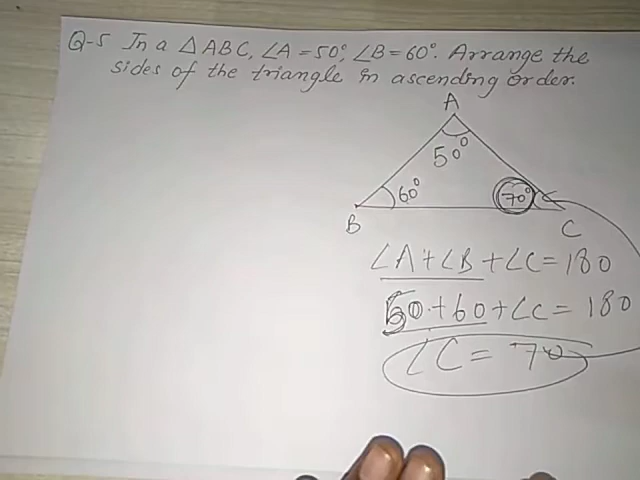 Q-5 In a △ABC, ∠A=50°, ∠B=60°. Arrange the
sides of the triangle in ascending order.
A
50°
60°
70°
B
C
∠A+∠B+∠C=180
50+60+∠C=180
∠C=70